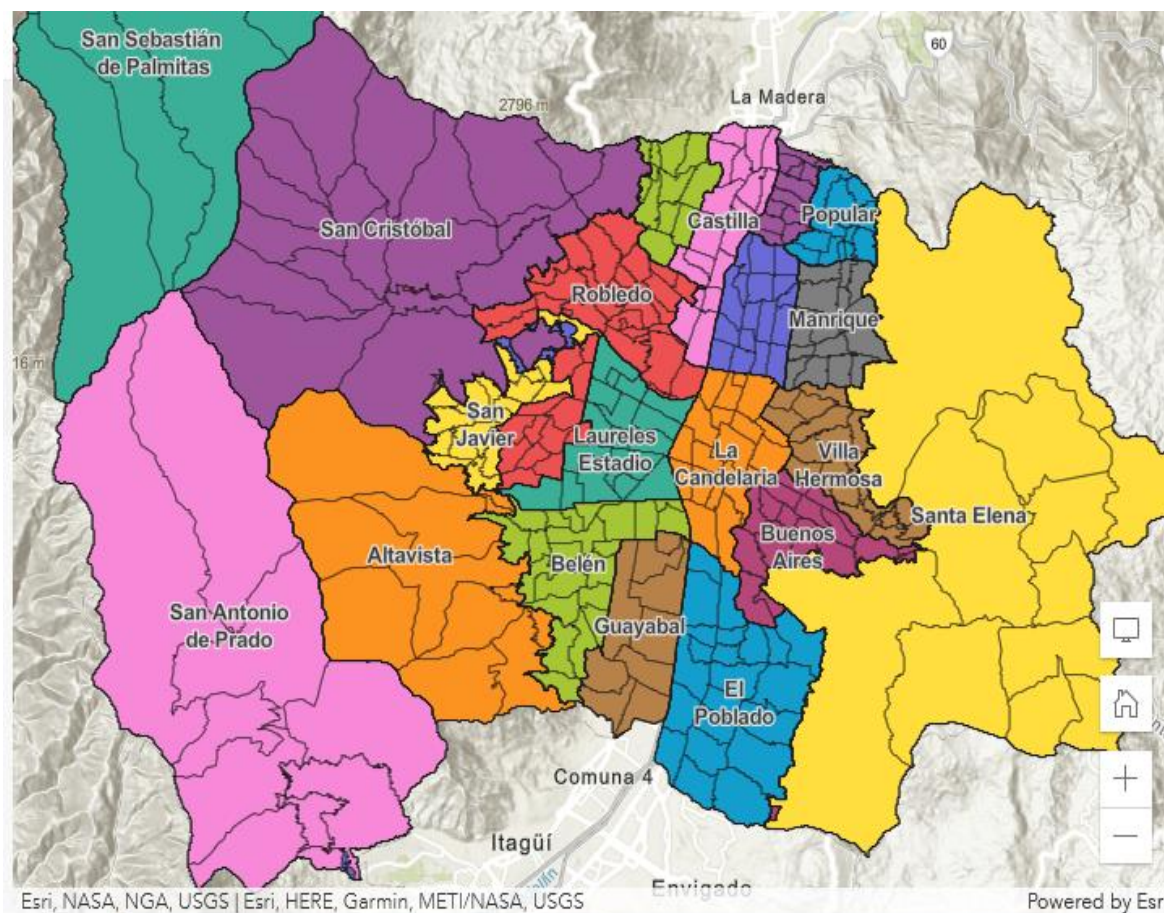 San Sebastián
de Palmitas
60
La Madera
2796 m
San Cristóbal
Castilla
Popular
Robledo
Manrique
16 m
San
Javier
Laureles
Estadio
La
Candelaria
Villa
Hermosa
Santa Elena
Buenos
Aires
Altavista
Belén
San Antonio
de Prado
Guayabal
El
Poblado
Comuna 4
Itagüí
Envigado
Esri, NASA, NGA, USGS | Esri, HERE, Garmin, METI/NASA, USGS
Powered by Esr